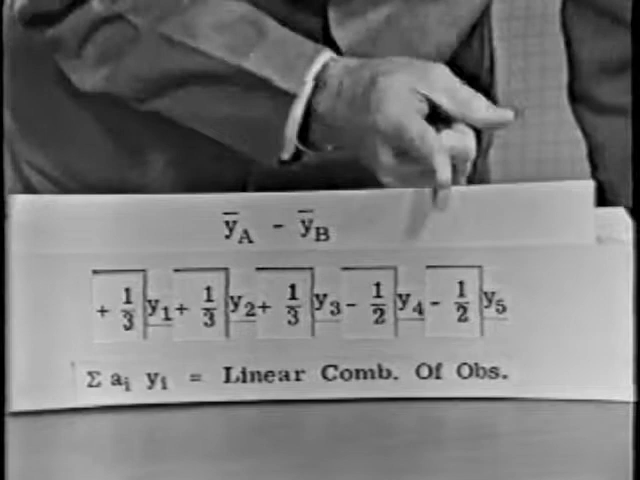 ȳA - ȳB
+ 1/3 y1 + 1/3 y2 + 1/3 y3 - 1/2 y4 - 1/2 y5
Σ ai yi = Linear Comb. Of Obs.